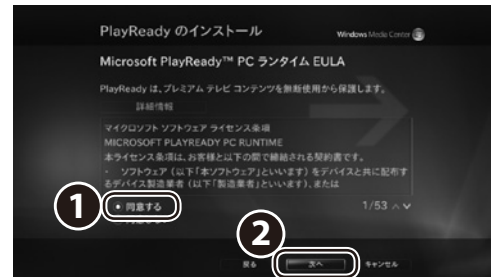 PlayReady のインストール
Windows Media Center
Microsoft PlayReady™ PC ランタイム EULA
PlayReady は、プレミアム テレビ コンテンツを無断使用から保護します。
詳細情報
マイクロソフト ソフトウェア ライセンス条項
MICROSOFT PLAYREADY PC RUNTIME
本ライセンス条項は、お客様と以下の間で締結される契約書です。
・ ソフトウェア (以下「本ソフトウェア」といいます) をデバイスと共に配布す
るデバイス製造業者 (以下「製造業者」といいます)、または
1
同意する
1/53
2
戻る
次へ
キャンセル